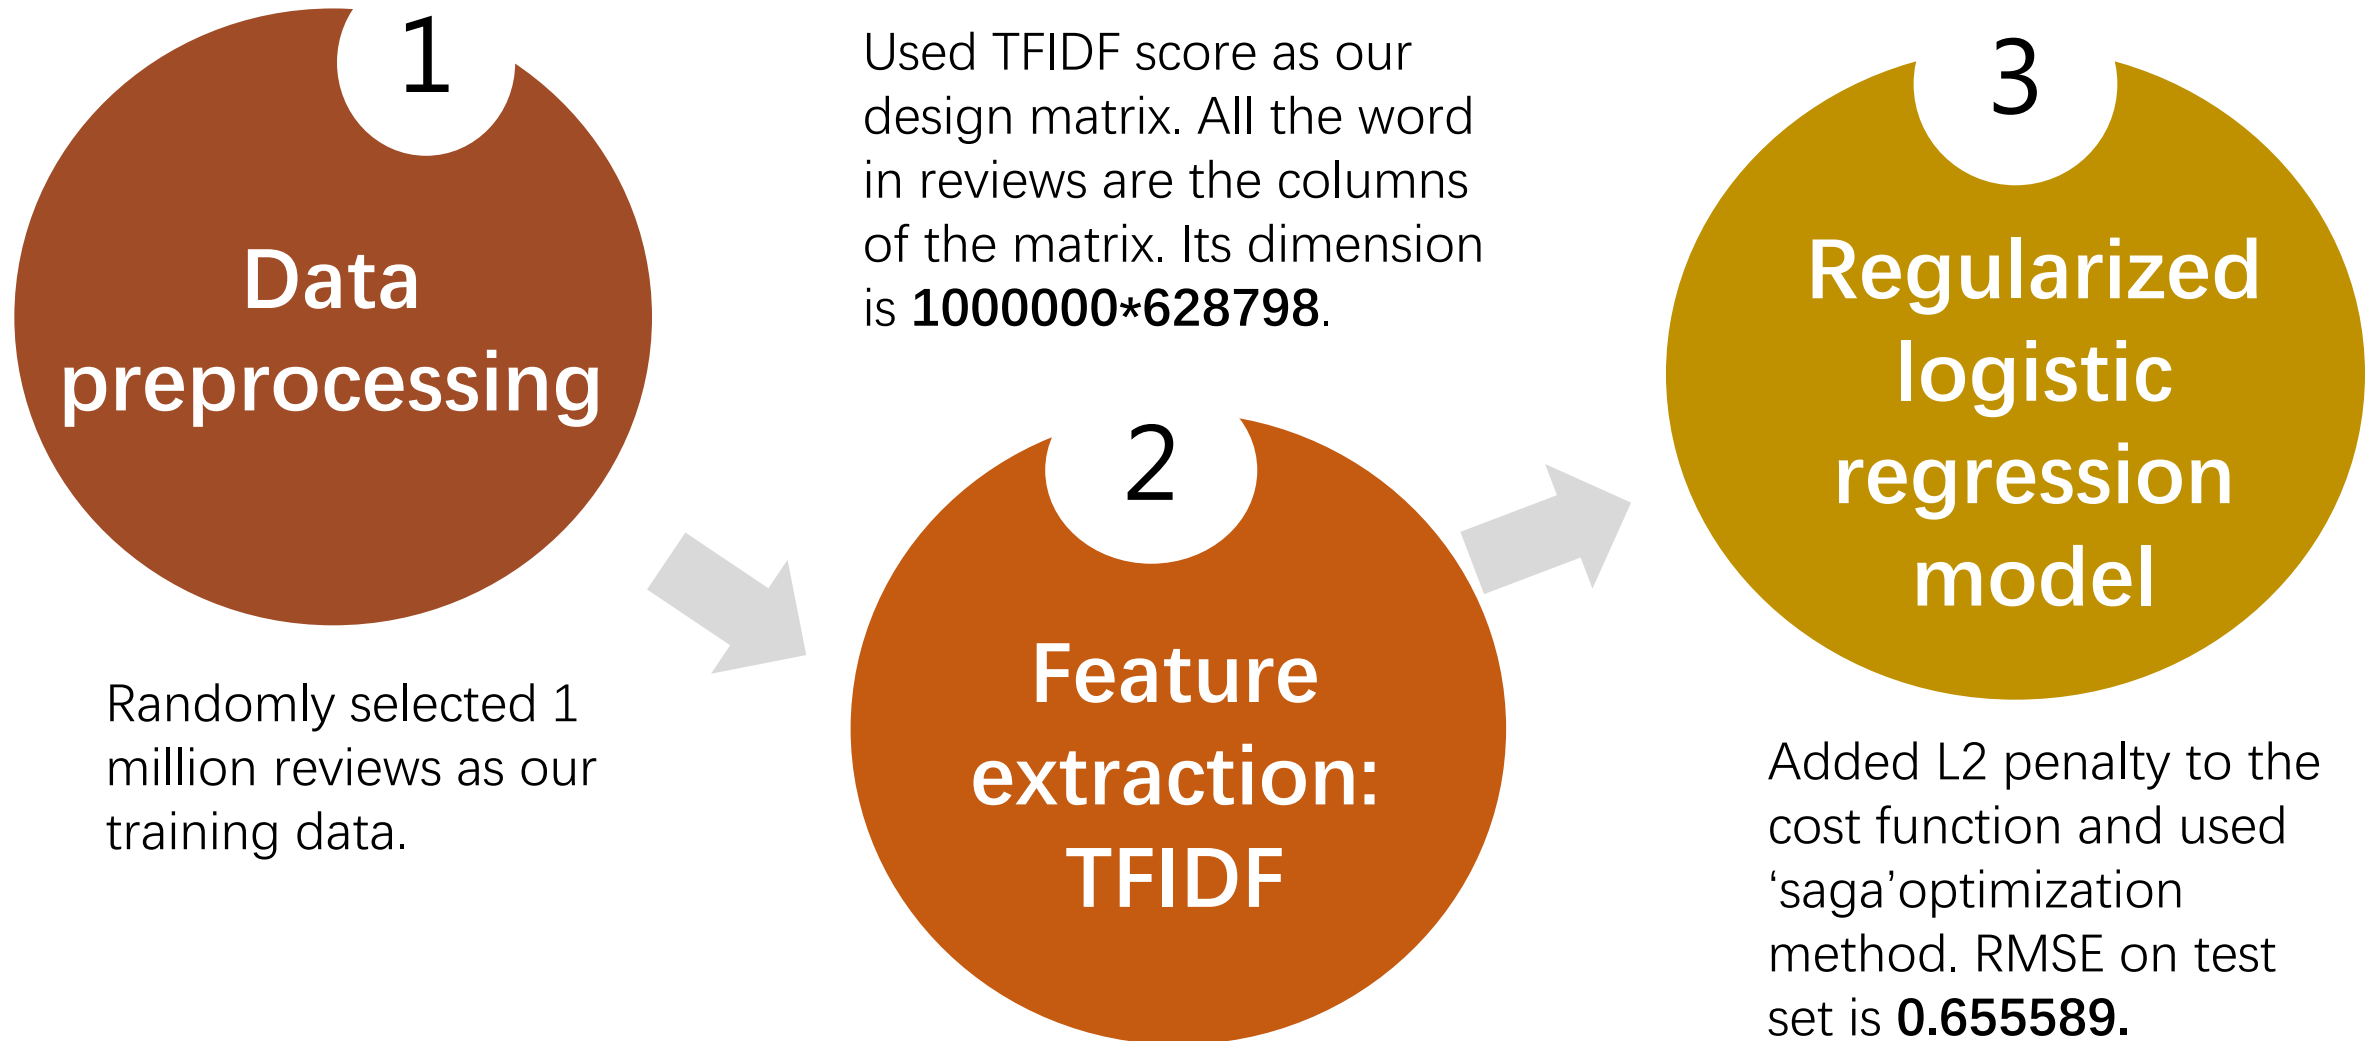 1
Data
preprocessing
Randomly selected 1
million reviews as our
training data.
Used TFIDF score as our
design matrix. All the word
in reviews are the columns
of the matrix. Its dimension
is 1000000*628798.
2
Feature
extraction:
TFIDF
3
Regularized
logistic
regression
model
Added L2 penalty to the
cost function and used
‘saga’optimization
method. RMSE on test
set is 0.655589.